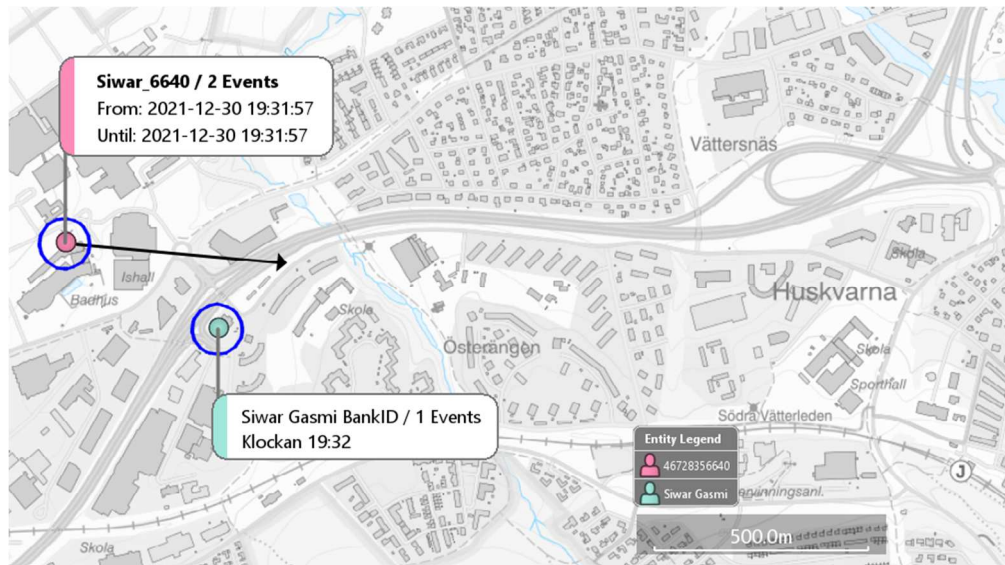 Siwar_6640 / 2 Events
From: 2021-12-30 19:31:57
Until: 2021-12-30 19:31:57
Vättersnäs
Ishall
Badhus
Skola
Huskvarna
Skola
Österängen
Skola
Sporthall
Siwar Gasmi BankID / 1 Events
Klockan 19:32
Södra Vätterleden
Entity Legend
46728356640
Siwar Gasmi
J
500.0m
Skola